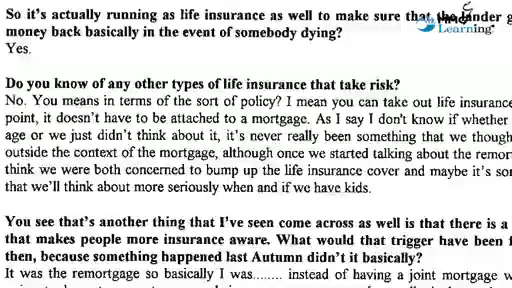 So it's actually running as life insurance as well to make sure that the lender g
money back basically in the event of somebody dying?
Yes.
Learning
Do you know of any other types of life insurance that take risk?
No. You means in terms of the sort of policy? I mean you can take out life insurance
point, it doesn't have to be attached to a mortgage. As I say I don't know if whether
age or we just didn't think about it, it's never really been something that we though
outside the context of the mortgage, although once we started talking about the remor
think we were both concerned to bump up the life insurance cover and maybe it's so
that we'll think about more seriously when and if we have kids.
You see that's another thing that I've seen come across as well is that there is a
that makes people more insurance aware. What would that trigger have been f
then, because something happened last Autumn didn't it basically?
It was the remortgage so basically I was........ instead of having a joint mortgage w